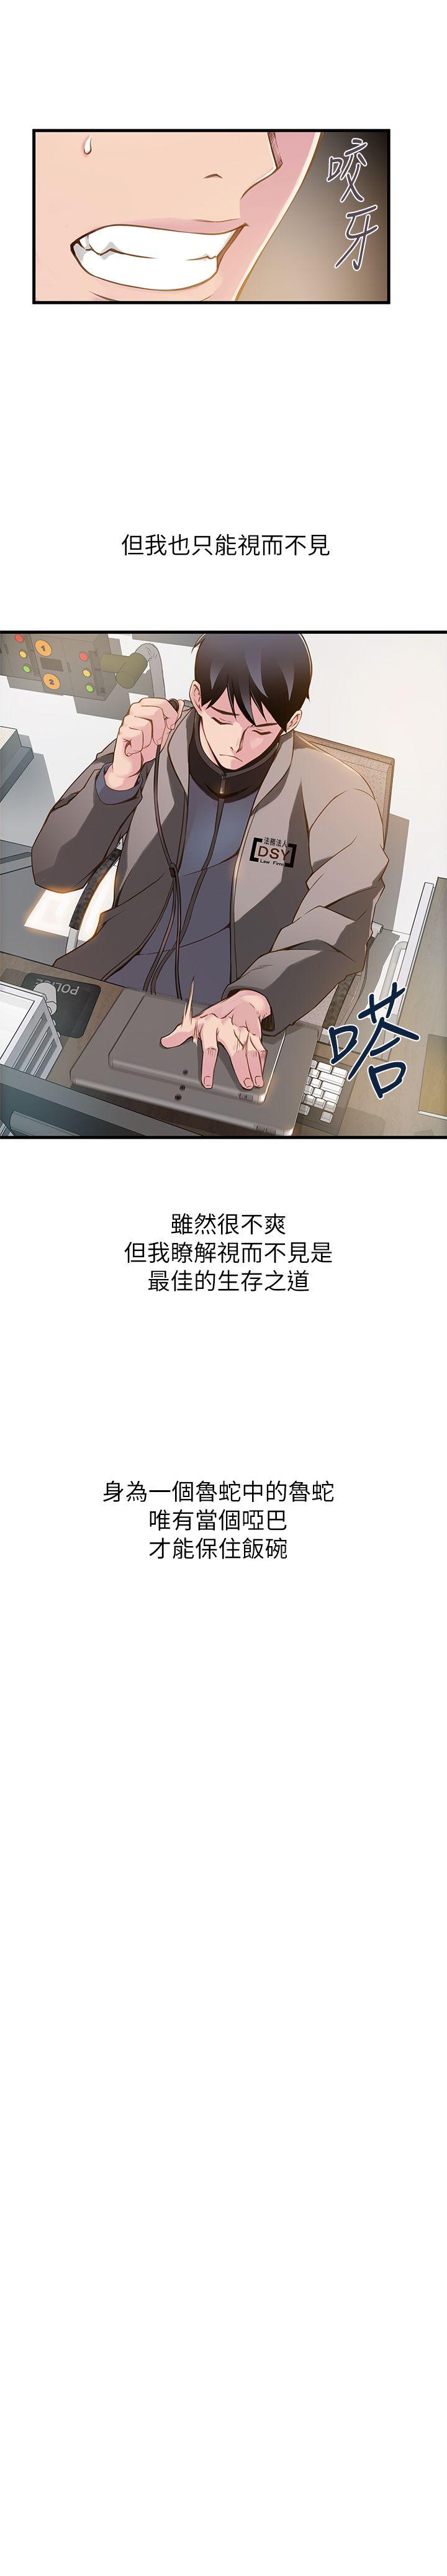 咬牙
但我也只能視而不見
1
2
法務法人
DSY
Law Firm
POLICE
嗒
雖然很不爽
但我瞭解視而不見是
最佳的生存之道
身為一個魯蛇中的魯蛇
唯有當個啞巴
才能保住飯碗